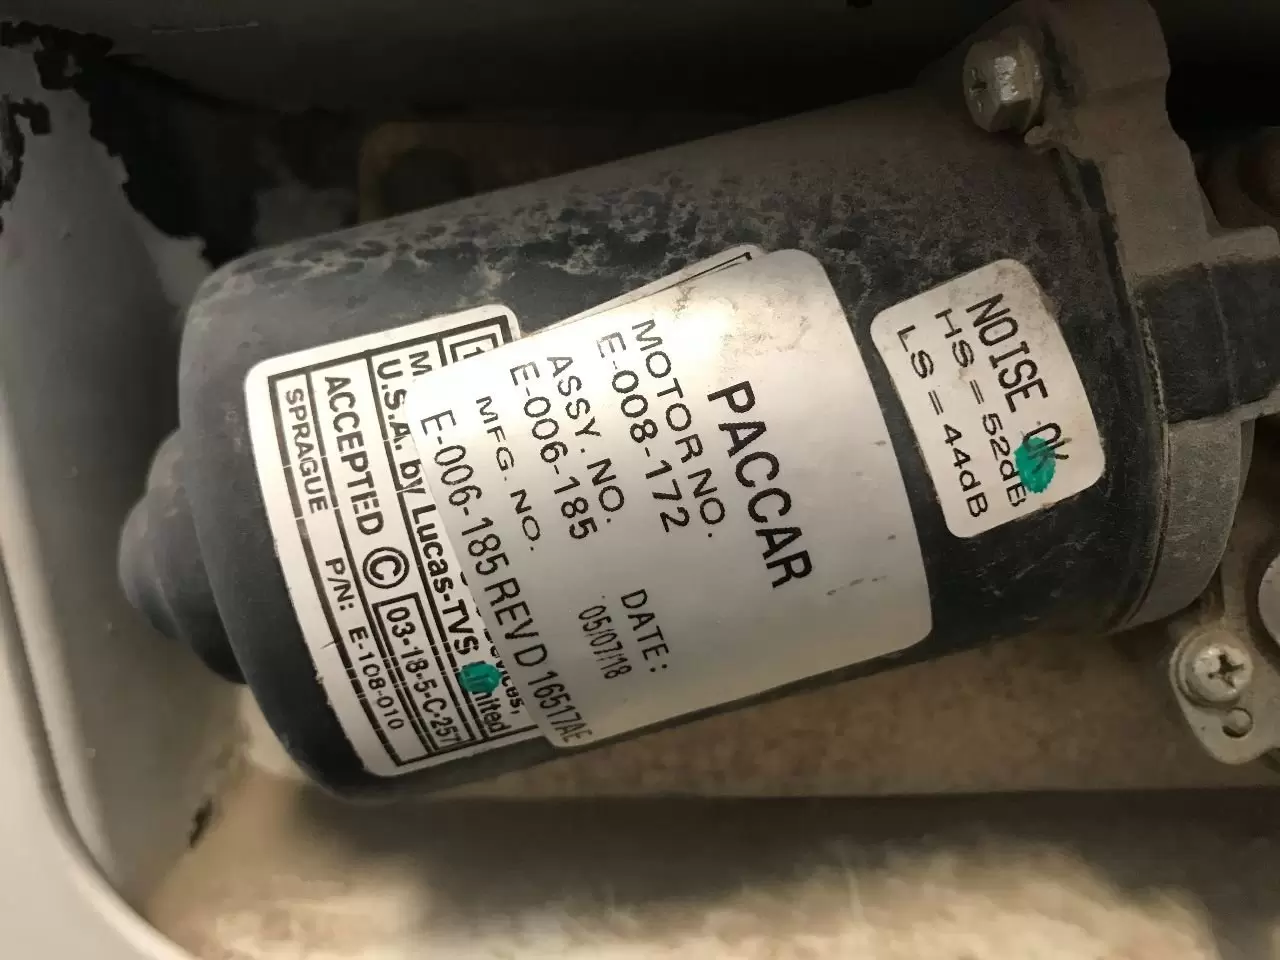 PACCAR
MOTOR NO.
E-008-172
ASSY. NO.
E-006-185
DATE:
05/07/18
MFG. NO.
E-006-185 REV D 16517AE
NOISE OK
HS = 52dB
LS = 44dB
U.S.A. by Lucas-TVS Limited
ACCEPTED © 03-18-5-C-257
SPRAGUE P/N: E-108-010